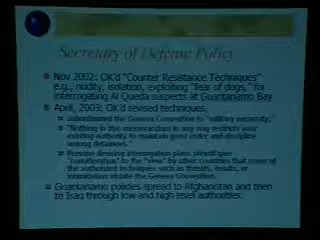 Secretary of Defense Policy
Nov 2002: OK'd "Counter Resistance Techniques"
e.g., nudity, isolation, exploiting "fear of dogs," for
interrogating Al Queda suspects at Guantanamo Bay
April, 2003: OK'd revised techniques,
subordinated the Geneva Convention to "military necessity,"
"Nothing in this memorandum in any way restricts your
existing authority to maintain good order and discipline
among detainees."
Persons devising interrogation plans should give
"consideration" to the "view" by other countries that some of
the authorized techniques such as threats, insults, or
intimidation violate the Geneva Convention.
Guantanamo policies spread to Afghanistan and then
to Iraq through low and high level authorities.